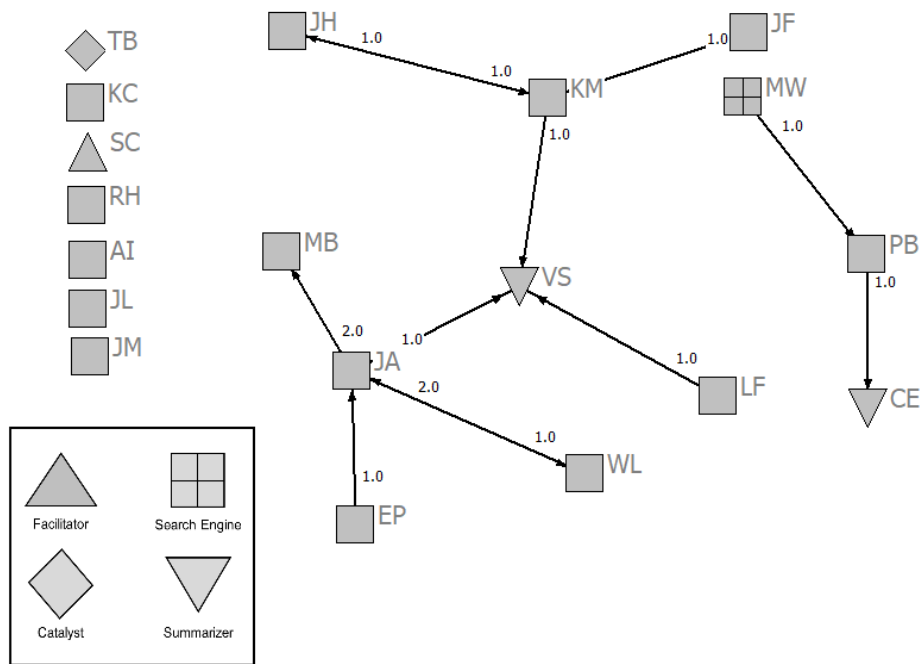 TB
KC
SC
RH
AI
JL
JM
JH
1.0
1.0
KM
1.0
JF
1.0
MW
1.0
MB
VS
PB
1.0
2.0
1.0
JA
2.0
1.0
LF
CE
1.0
WL
1.0
EP
Facilitator
Search Engine
Catalyst
Summarizer